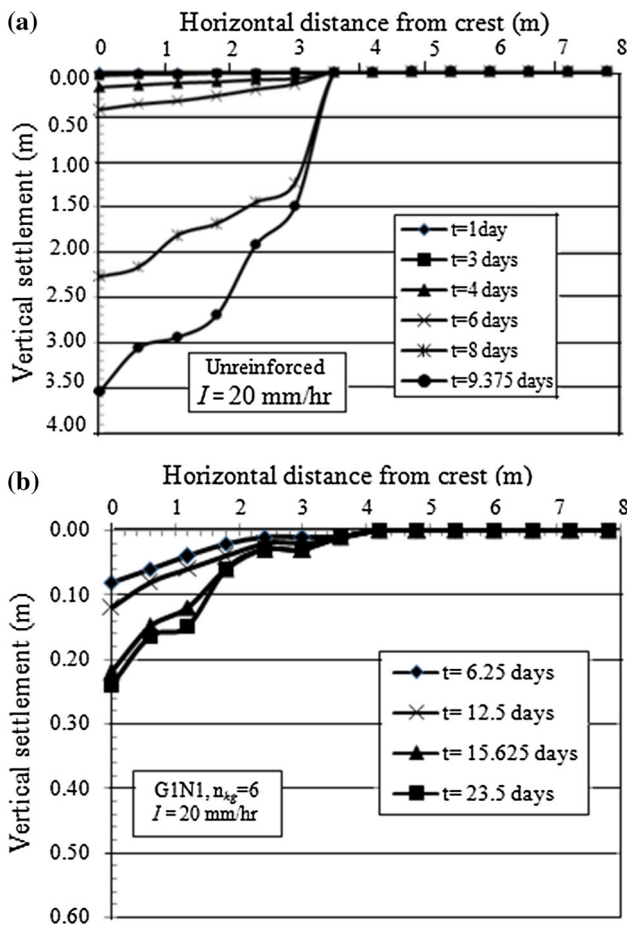 (a)
Horizontal distance from crest (m)
0 1 2 3 4 5 6 7 8
Vertical settlement (m)
0.00
0.50
1.00
1.50
2.00
2.50
3.00
3.50
4.00
t=1day
t=3 days
t=4 days
t=6 days
t=8 days
t=9.375 days
Unreinforced
I = 20 mm/hr
(b)
Horizontal distance from crest (m)
0 1 2 3 4 5 6 7 8
Vertical settlement (m)
0.00
0.10
0.20
0.30
0.40
0.50
0.60
t= 6.25 days
t= 12.5 days
t= 15.625 days
t= 23.5 days
G1N1, nkg=6
I = 20 mm/hr